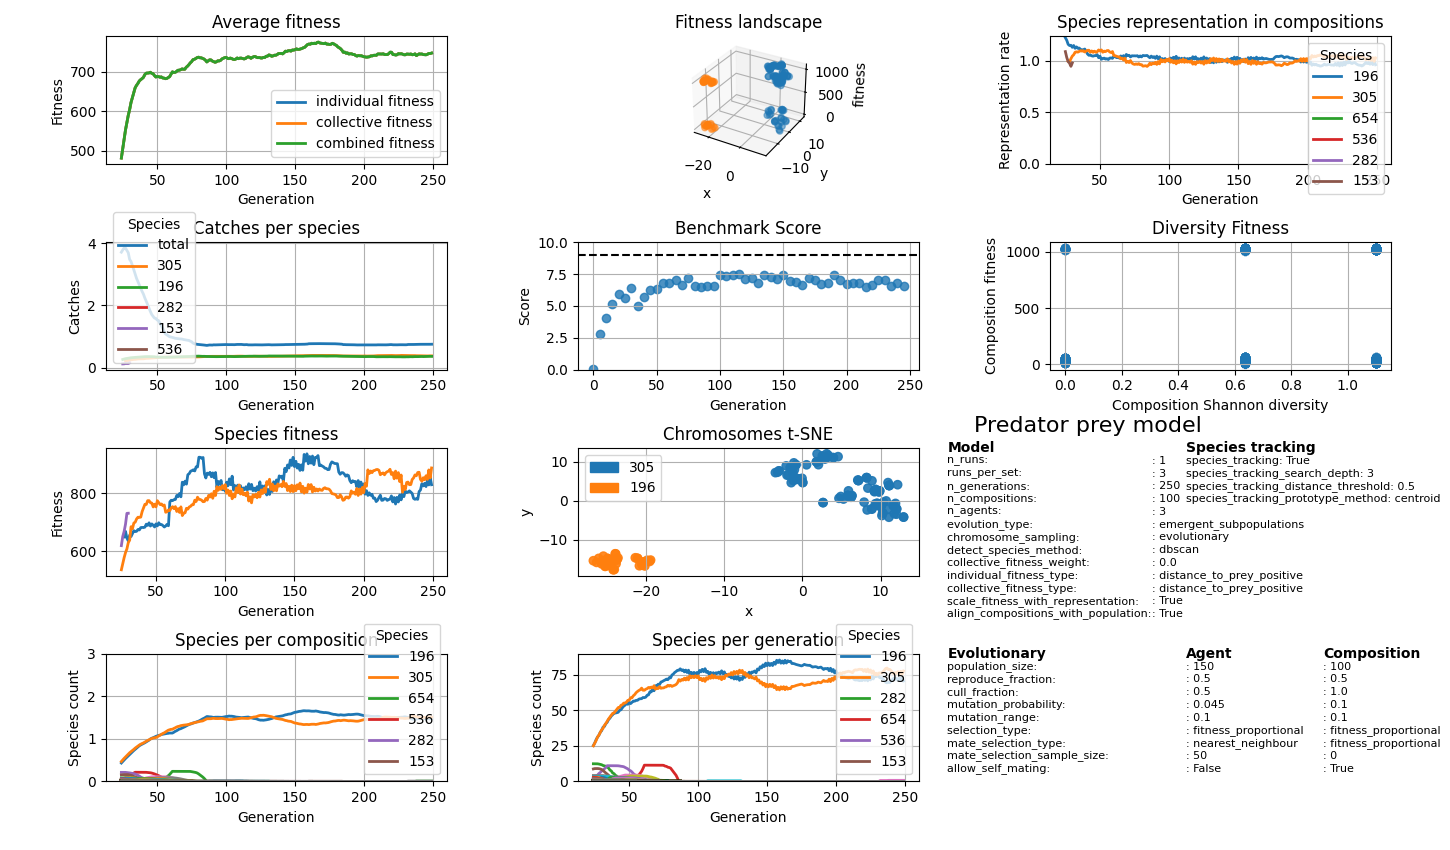 Average fitness
Fitness
700
600
500
individual fitness
collective fitness
combined fitness
50 100 150 200 250
Generation
Fitness landscape
1000
500
0
fitness
−20
0
x
−10
0
10
y
Species representation in compositions
Representation rate
1.0
0.5
0.0
Species
196
305
654
536
282
153
50 100 150 200 250
Generation
Catches per species
Catches
4
2
0
Species
total
305
196
282
153
536
50 100 150 200 250
Generation
Benchmark Score
Score
10.0
7.5
5.0
2.5
0.0
0 50 100 150 200 250
Generation
Diversity Fitness
Composition fitness
1000
500
0
0.0 0.2 0.4 0.6 0.8 1.0
Composition Shannon diversity
Species fitness
Fitness
800
600
50 100 150 200 250
Generation
Chromosomes t-SNE
y
10
0
−10
305
196
−20 −10 0 10
x
Predator prey model
Model
n_runs: : 1
runs_per_set: : 3
n_generations: : 250
n_compositions: : 100
n_agents: : 3
evolution_type: : emergent_subpopulations
chromosome_sampling: : evolutionary
detect_species_method: : dbscan
collective_fitness_weight: : 0.0
individual_fitness_type: : distance_to_prey_positive
collective_fitness_type: : distance_to_prey_positive
scale_fitness_with_representation: : True
align_compositions_with_population: : True
Species tracking
species_tracking: True
species_tracking_search_depth: 3
species_tracking_distance_threshold: 0.5
species_tracking_prototype_method: centroid
Species per composition
Species count
3
2
1
0
Species
196
305
654
536
282
153
50 100 150 200 250
Generation
Species per generation
Species count
75
50
25
0
Species
196
305
282
654
536
153
50 100 150 200 250
Generation
Evolutionary Agent Composition
population_size: : 150 : 100
reproduce_fraction: : 0.5 : 0.5
cull_fraction: : 0.5 : 1.0
mutation_probability: : 0.045 : 0.1
mutation_range: : 0.1 : 0.1
selection_type: : fitness_proportional : fitness_proportional
mate_selection_type: : nearest_neighbour : fitness_proportional
mate_selection_sample_size: : 50 : 0
allow_self_mating: : False : True